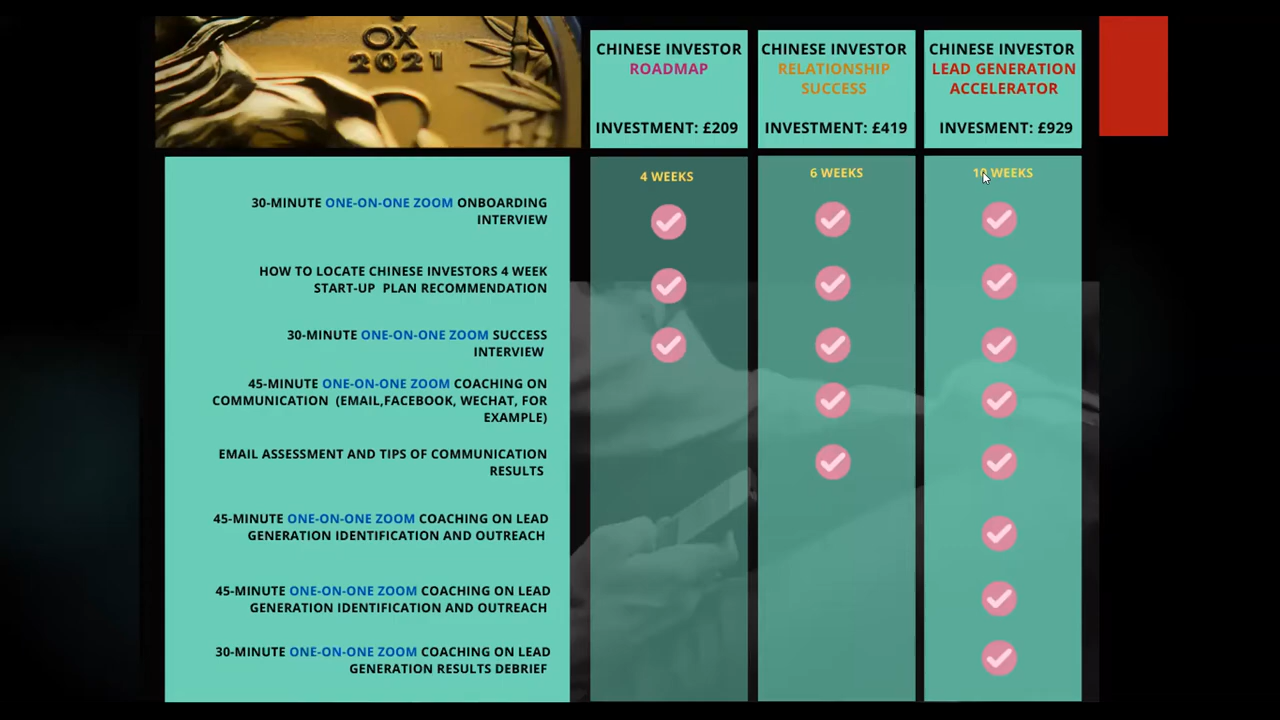 OX
2021
CHINESE INVESTOR
ROADMAP
INVESTMENT: £209
CHINESE INVESTOR
RELATIONSHIP
SUCCESS
INVESTMENT: £419
CHINESE INVESTOR
LEAD GENERATION
ACCELERATOR
INVESMENT: £929
4 WEEKS
6 WEEKS
WEEKS
30-MINUTE ONE-ON-ONE ZOOM ONBOARDING
INTERVIEW
HOW TO LOCATE CHINESE INVESTORS 4 WEEK
START-UP PLAN RECOMMENDATION
30-MINUTE ONE-ON-ONE ZOOM SUCCESS
INTERVIEW
45-MINUTE ONE-ON-ONE ZOOM COACHING ON
COMMUNICATION (EMAIL,FACEBOOK, WECHAT, FOR
EXAMPLE)
EMAIL ASSESSMENT AND TIPS OF COMMUNICATION
RESULTS
45-MINUTE ONE-ON-ONE ZOOM COACHING ON LEAD
GENERATION IDENTIFICATION AND OUTREACH
45-MINUTE ONE-ON-ONE ZOOM COACHING ON LEAD
GENERATION IDENTIFICATION AND OUTREACH
30-MINUTE ONE-ON-ONE ZOOM COACHING ON LEAD
GENERATION RESULTS DEBRIEF